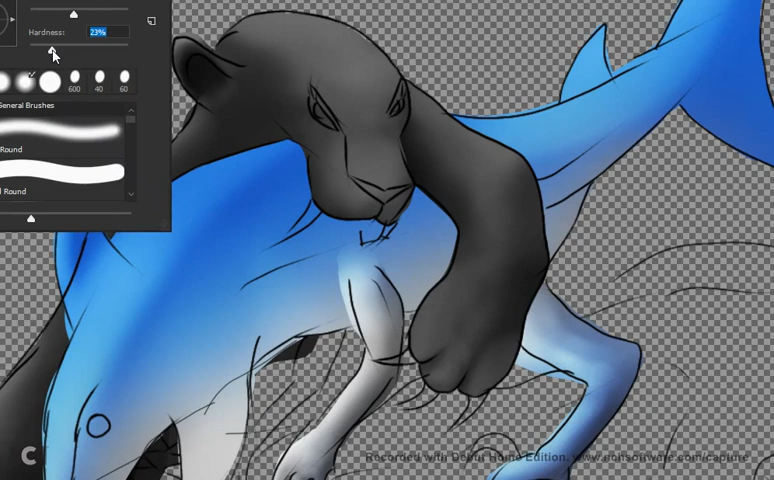 Hardness: 23%
600 40 60
General Brushes
Round
Round
C
Recorded with Debut Home Edition. www.nchsoftware.com/capture